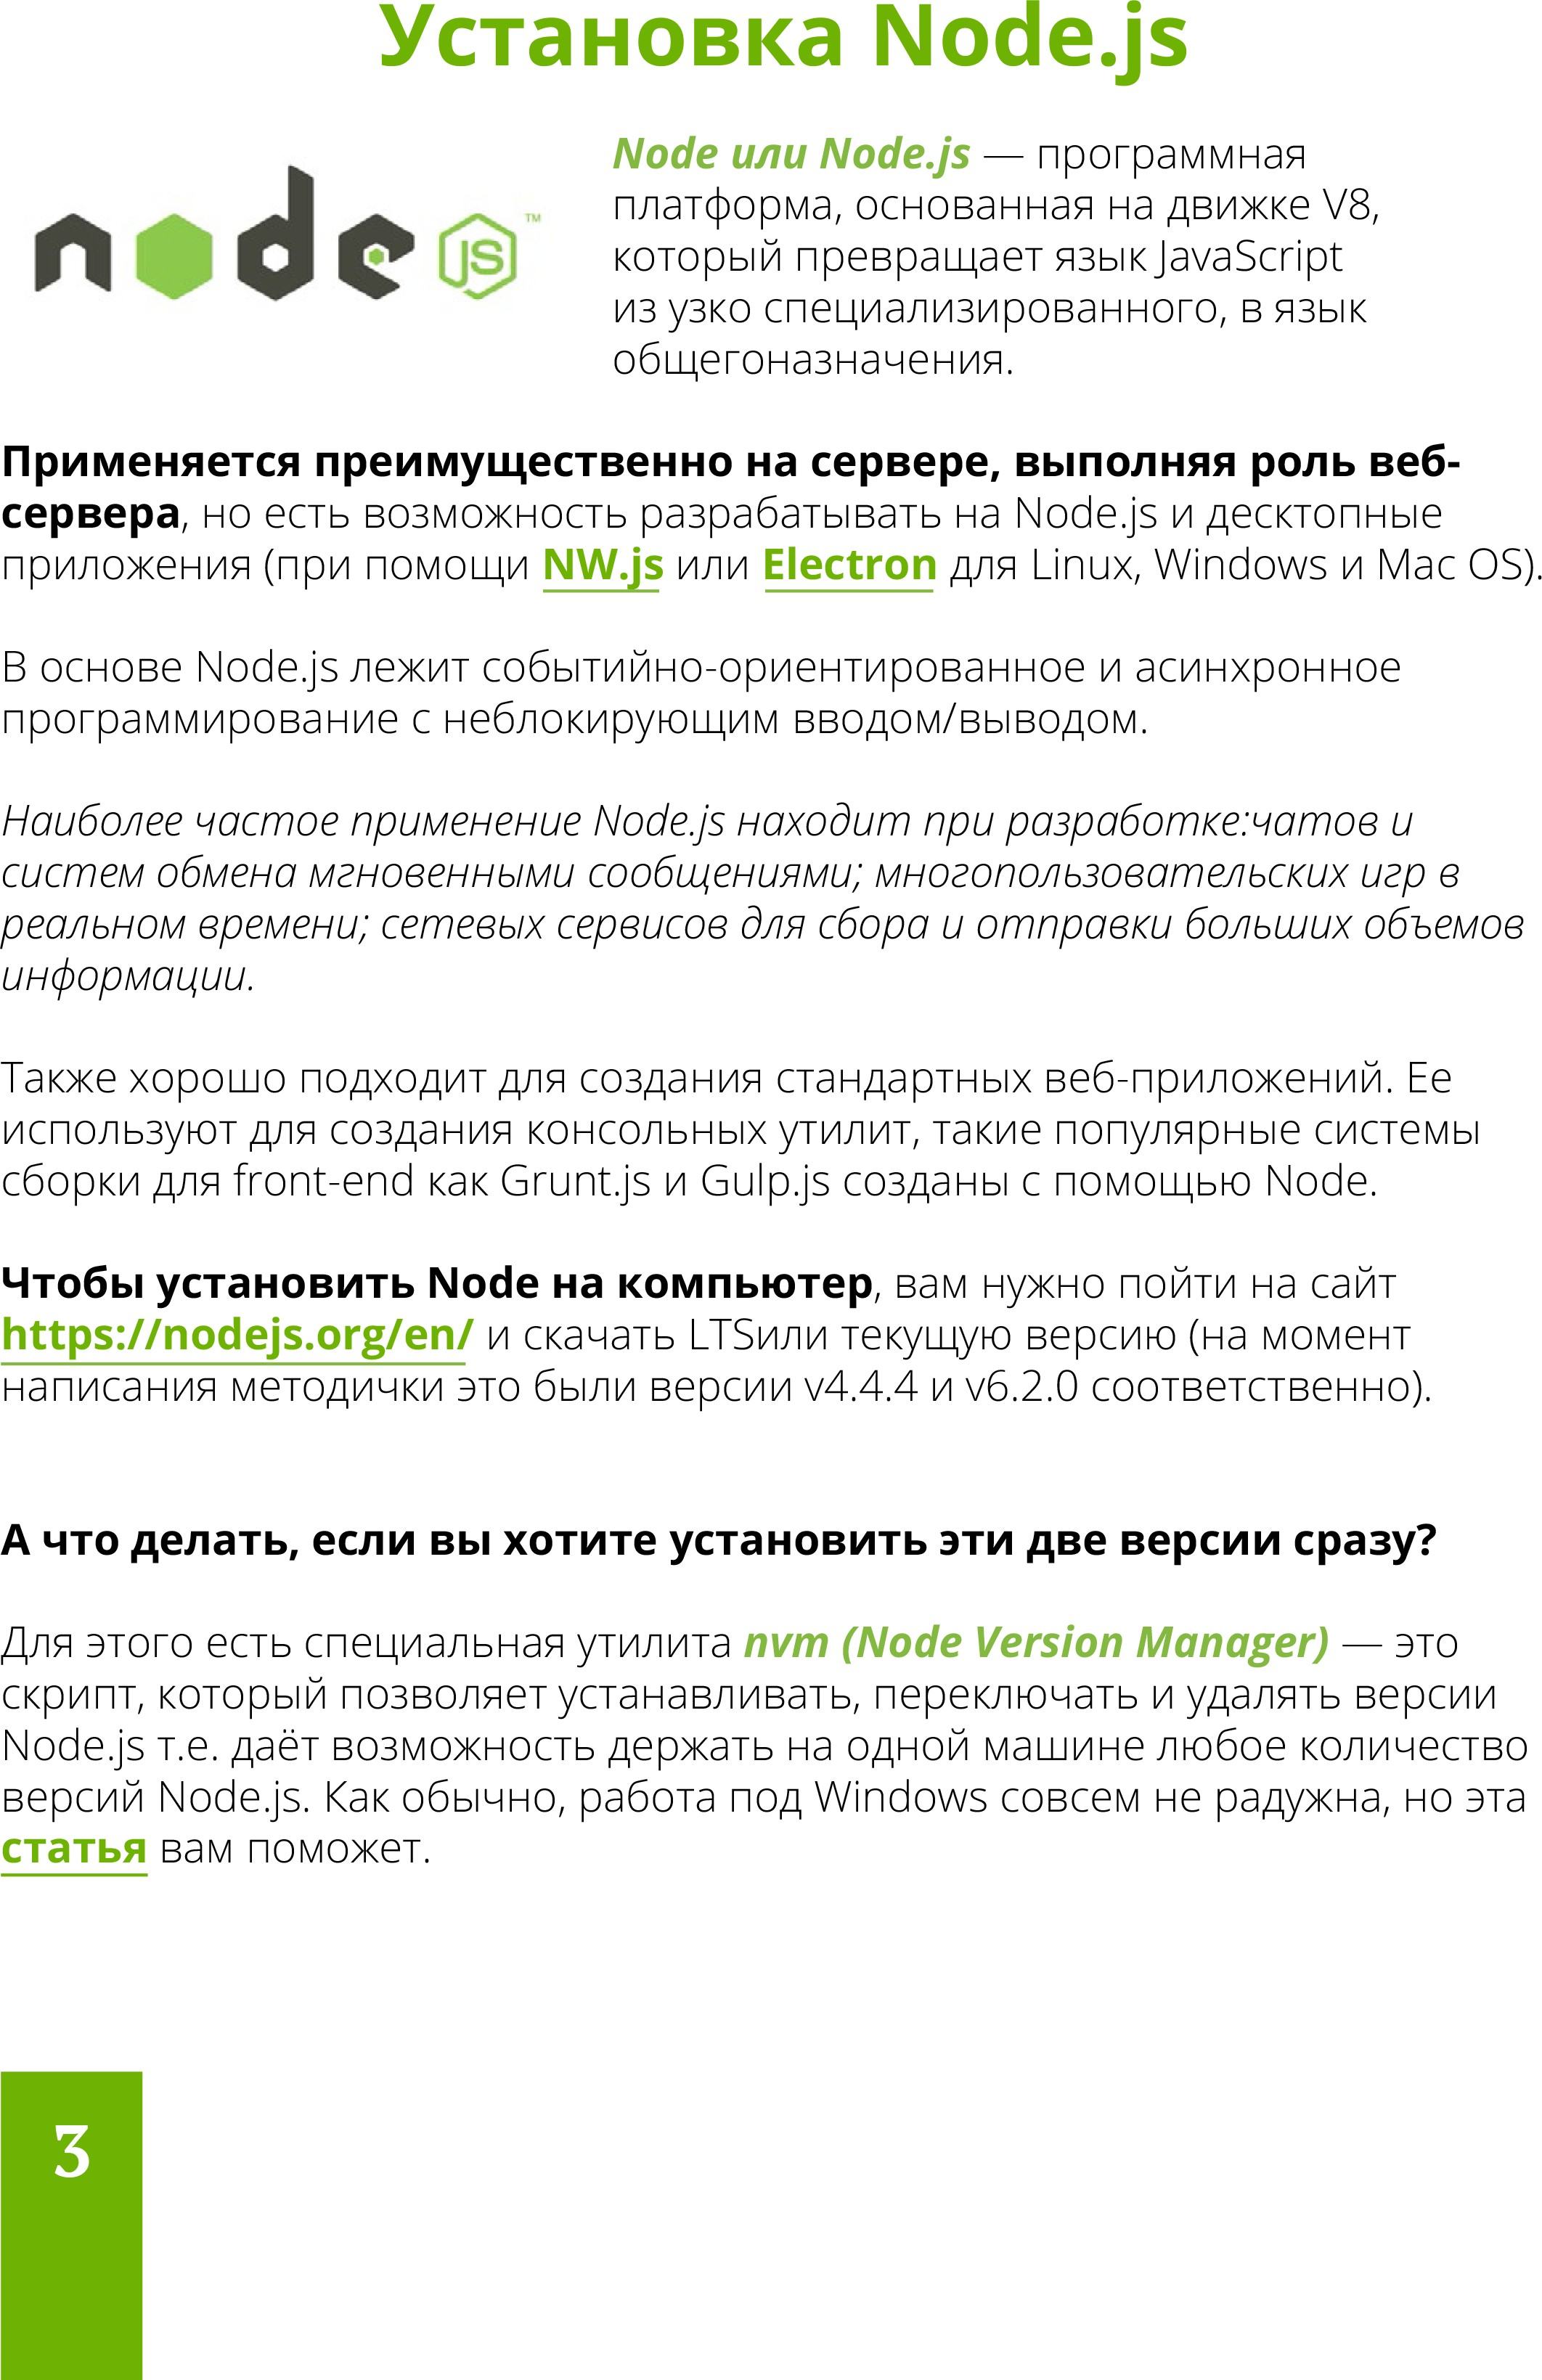 Установка Node.js
node JS ™
Node или Node.js — программная
платформа, основанная на движке V8,
который превращает язык JavaScript
из узко специализированного, в язык
общегоназначения.
Применяется преимущественно на сервере, выполняя роль веб-
сервера, но есть возможность разрабатывать на Node.js и десктопные
приложения (при помощи NW.js или Electron для Linux, Windows и Mac OS).
В основе Node.js лежит событийно-ориентированное и асинхронное
программирование с неблокирующим вводом/выводом.
Наиболее частое применение Node.js находит при разработке:чатов и
систем обмена мгновенными сообщениями; многопользовательских игр в
реальном времени; сетевых сервисов для сбора и отправки больших объемов
информации.
Также хорошо подходит для создания стандартных веб-приложений. Ее
используют для создания консольных утилит, такие популярные системы
сборки для front-end как Grunt.js и Gulp.js созданы с помощью Node.
Чтобы установить Node на компьютер, вам нужно пойти на сайт
https://nodejs.org/en/ и скачать LTSили текущую версию (на момент
написания методички это были версии v4.4.4 и v6.2.0 соответственно).
А что делать, если вы хотите установить эти две версии сразу?
Для этого есть специальная утилита nvm (Node Version Manager) — это
скрипт, который позволяет устанавливать, переключать и удалять версии
Node.js т.е. даёт возможность держать на одной машине любое количество
версий Node.js. Как обычно, работа под Windows совсем не радужна, но эта
статья вам поможет.
3